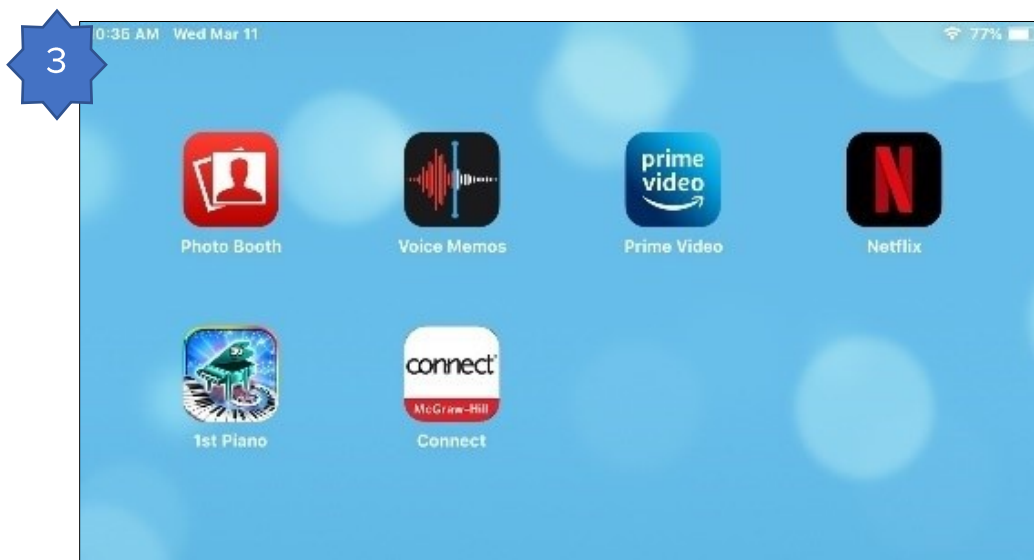 3
0:35 AM Wed Mar 11
77%
prime
video
N
Photo Booth
Voice Memos
Prime Video
Netflix
connect
McGraw-Hill
1st Piano
Connect